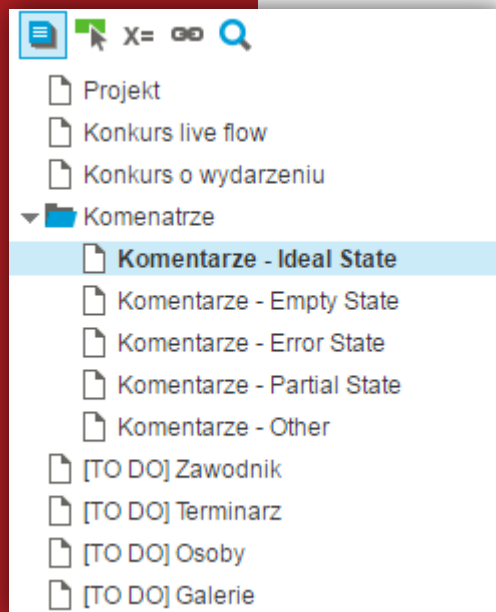 X=
Projekt
Konkurs live flow
Konkurs o wydarzeniu
Komenatrze
Komentarze - Ideal State
Komentarze - Empty State
Komentarze - Error State
Komentarze - Partial State
Komentarze - Other
[TO DO] Zawodnik
[TO DO] Terminarz
[TO DO] Osoby
[TO DO] Galerie